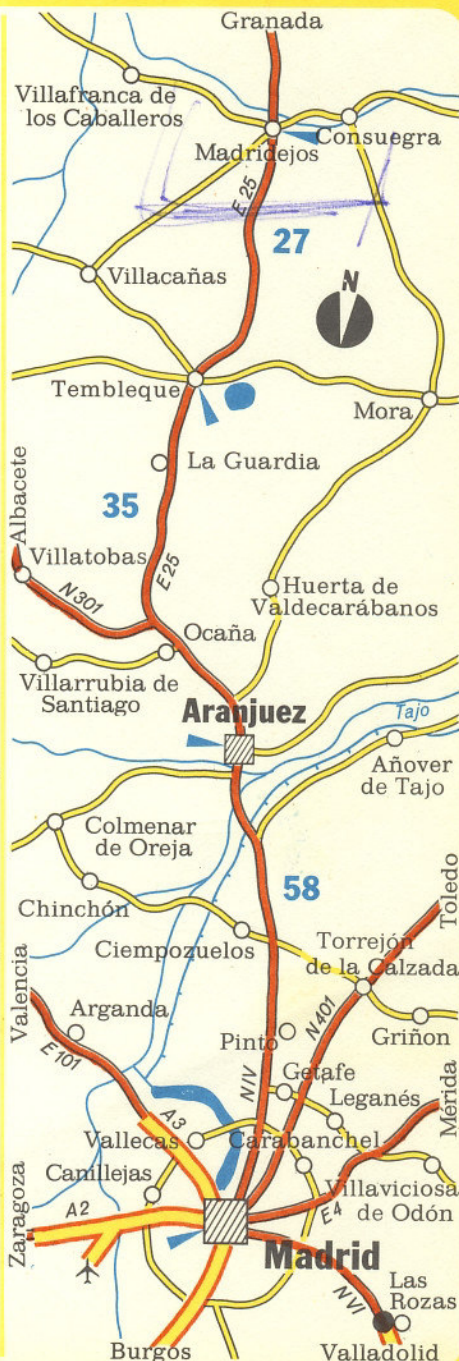 Granada
Villafranca de
los Caballeros
Madridejos
Consuegra
E 25
27
N
Villacañas
Tembleque
Mora
La Guardia
35
Albacete
Villatobas
E25
N301
Huerta de
Valdecarábanos
Ocaña
Villarrubia de
Santiago
Aranjuez
Tajo
Añover
de Tajo
Colmenar
de Oreja
58
Chinchón
Ciempozuelos
Toledo
Torrejón
de la Calzada
Valencia
Arganda
N401
Griñon
E101
Pinto
NIV
Getafe
Leganés
Mérida
A3
Vallecas
Carabanchel
Canillejas
Villaviciosa
de Odón
Zaragoza
A2
E4
Madrid
NVI
Las
Rozas
Burgos
Valladolid